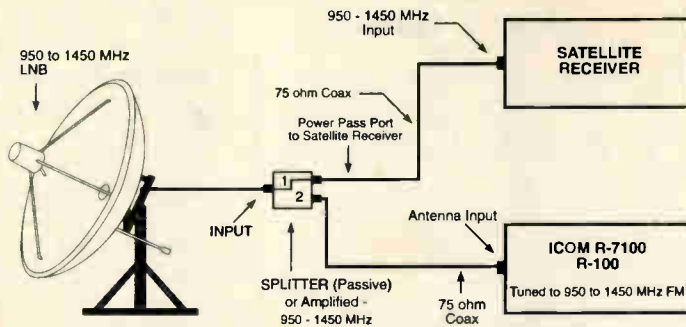 950 to 1450 MHz
LNB
950 - 1450 MHz
Input
SATELLITE
RECEIVER
75 ohm Coax
Power Pass Port
to Satellite Receiver
1
2
INPUT
SPLITTER (Passive)
or Amplified -
950 - 1450 MHz
Antenna Input
75 ohm
Coax
ICOM R-7100
R-100
Tuned to 950 to 1450 MHz FM